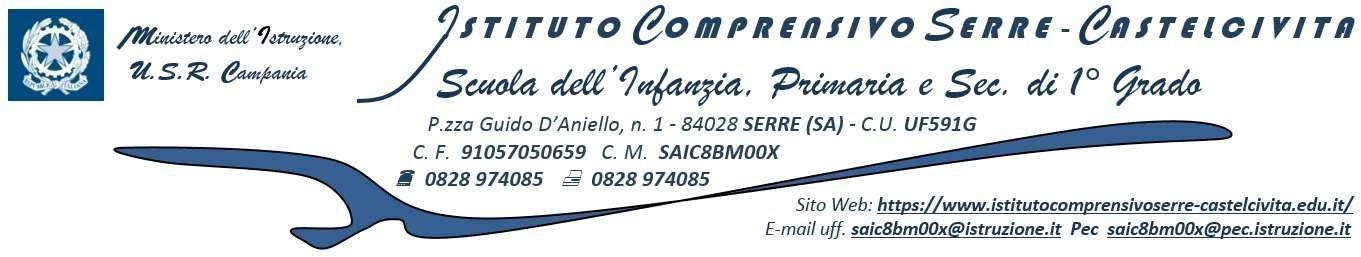 Ministero dell'Istruzione,
U.S.R. Campania
Istituto Comprensivo Serre - Castelcivita
Scuola dell'Infanzia, Primaria e Sec. di 1° Grado
P.zza Guido D'Aniello, n. 1 - 84028 SERRE (SA) - C.U. UF591G
C. F. 91057050659 C. M. SAIC8BM00X
☎ 0828 974085 📠 0828 974085
Sito Web: https://www.istitutocomprensivoserre-castelcivita.edu.it/
E-mail uff. saic8bm00x@istruzione.it Pec saic8bm00x@pec.istruzione.it